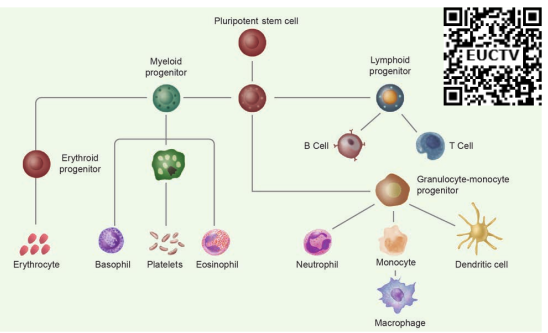 Pluripotent stem cell
EUCTV
Myeloid
progenitor
Lymphoid
progenitor
B Cell
T Cell
Erythroid
progenitor
Granulocyte-monocyte
progenitor
Erythrocyte
Basophil
Platelets
Eosinophil
Neutrophil
Monocyte
Dendritic cell
Macrophage